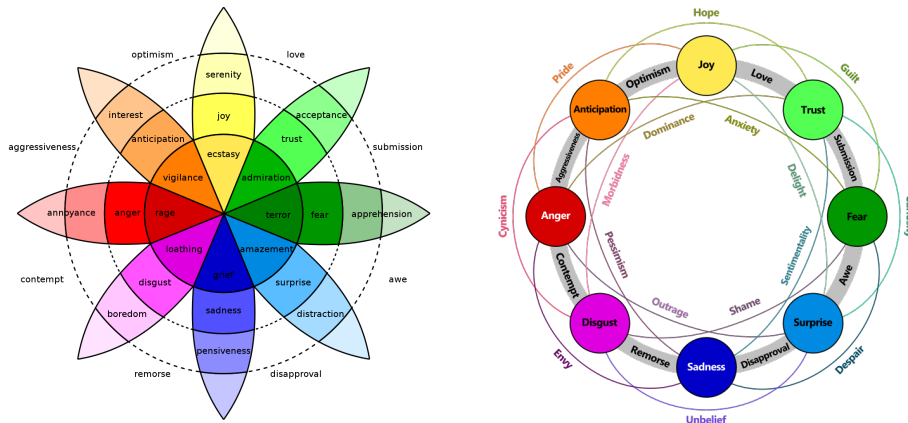 optimism
love
serenity
interest
acceptance
joy
anticipation
trust
aggressiveness
submission
ecstasy
vigilance
admiration
annoyance
anger
rage
terror
fear
apprehension
loathing
amazement
grief
disgust
surprise
contempt
awe
boredom
sadness
distraction
pensiveness
remorse
disapproval
Hope
Pride
Guilt
Optimism
Joy
Love
Anticipation
Trust
Dominance
Anxiety
Aggressiveness
Submission
Morbidness
Delight
Cynicism
Anger
Fear
Pessimism
Sentimentality
Contempt
Awe
Outrage
Shame
Disgust
Surprise
Remorse
Sadness
Disapproval
Envy
Despair
Unbelief